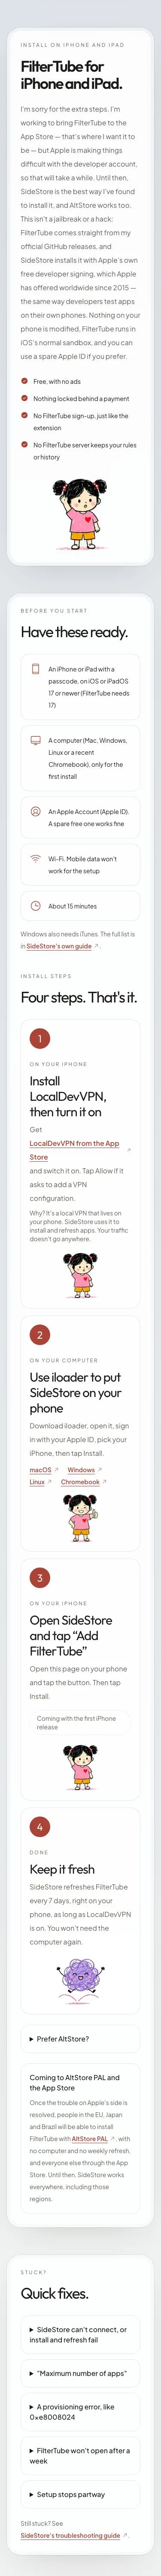 INSTALL ON IPHONE AND IPAD
FilterTube for
iPhone and iPad.
I'm sorry for the extra steps. I'm
working to bring FilterTube to the
App Store — that's where I want it to
be — but Apple is making things
difficult with the developer account,
so that will take a while. Until then,
SideStore is the best way I've found
to install it, and AltStore works too.
This isn't a jailbreak or a hack:
FilterTube comes straight from my
official GitHub releases, and
SideStore installs it with Apple's own
free developer signing, which Apple
has offered worldwide since 2015 —
the same way developers test apps
on their own phones. Nothing on your
phone is modified, FilterTube runs in
iOS's normal sandbox, and you can
use a spare Apple ID if you prefer.
Free, with no ads
Nothing locked behind a payment
No FilterTube sign-up, just like the
extension
No FilterTube server keeps your rules
or history
BEFORE YOU START
Have these ready.
An iPhone or iPad with a
passcode, on iOS or iPadOS
17 or newer (FilterTube needs
17)
A computer (Mac, Windows,
Linux or a recent
Chromebook), only for the
first install
An Apple Account (Apple ID).
A spare free one works fine
Wi-Fi. Mobile data won't
work for the setup
About 15 minutes
Windows also needs iTunes. The full list is
in SideStore's own guide ↗.
INSTALL STEPS
Four steps. That's it.
1
ON YOUR IPHONE
Install
LocalDevVPN,
then turn it on
Get
LocalDevVPN from the App
Store ↗
and switch it on. Tap Allow if it
asks to add a VPN
configuration.
Why? It's a local VPN that lives on
your phone. SideStore uses it to
install and refresh apps. Your traffic
doesn't go anywhere.
2
ON YOUR COMPUTER
Use iloader to put
SideStore on your
phone
Download iloader, open it, sign
in with your Apple ID, pick your
iPhone, then tap Install.
macOS ↗ Windows ↗
Linux ↗ Chromebook ↗
3
ON YOUR IPHONE
Open SideStore
and tap “Add
FilterTube”
Open this page on your phone
and tap the button. Then tap
Install.
Coming with the first iPhone
release
4
DONE
Keep it fresh
SideStore refreshes FilterTube
every 7 days, right on your
phone, as long as LocalDevVPN
is on. You won't need the
computer again.
▶ Prefer AltStore?
Coming to AltStore PAL and
the App Store
Once the trouble on Apple's side is
resolved, people in the EU, Japan
and Brazil will be able to install
FilterTube with AltStore PAL ↗, with
no computer and no weekly refresh,
and everyone else through the App
Store. Until then, SideStore works
everywhere, including those
regions.
STUCK?
Quick fixes.
▶ SideStore can't connect, or
install and refresh fail
▶ “Maximum number of apps”
▶ A provisioning error, like
0xe8008024
▶ FilterTube won't open after a
week
▶ Setup stops partway
Still stuck? See
SideStore's troubleshooting guide ↗.